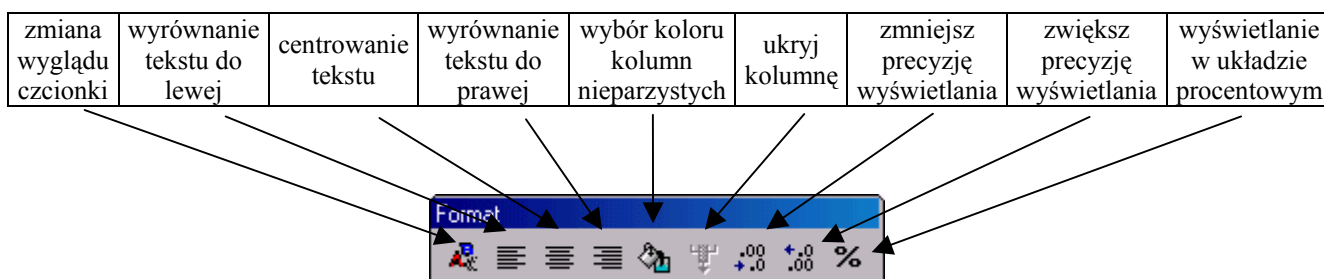 zmiana
wyglądu
czcionki
wyrównanie
tekstu do
lewej
centrowanie
tekstu
wyrównanie
tekstu do
prawej
wybór koloru
kolumn
nieparzystych
ukryj
kolumnę
zmniejsz
precyzję
wyświetlania
zwiększ
precyzję
wyświetlania
wyświetlanie
w układzie
procentowym
Format
.00 .0
.0 .00
%